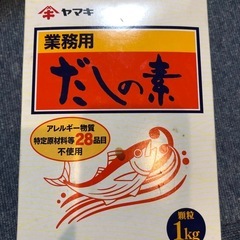 キ ヤマキ
業務用
だしの素
アレルギー物質
特定原材料等28品目
不使用
顆粒
1kg